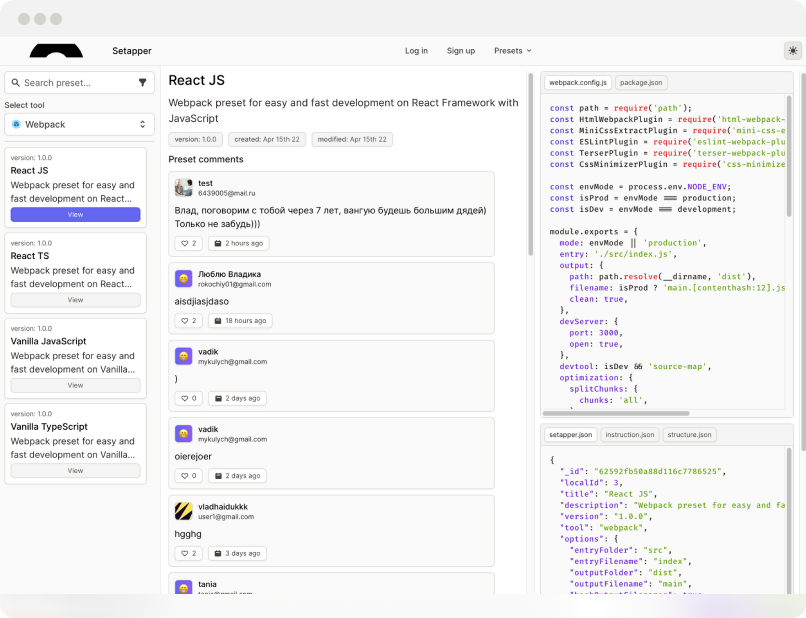 Setapper
Log in
Sign up
Presets
Search preset...
Select tool
Webpack
version: 1.0.0
React JS
Webpack preset for easy and
fast development on React...
View
version: 1.0.0
React TS
Webpack preset for easy and
fast development on React...
View
version: 1.0.0
Vanilla JavaScript
Webpack preset for easy and
fast development on Vanilla...
View
version: 1.0.0
Vanilla TypeScript
Webpack preset for easy and
fast development on Vanilla...
View
React JS
Webpack preset for easy and fast development on React Framework with
JavaScript
version: 1.0.0
created: Apr 15th 22
modified: Apr 15th 22
Preset comments
test
6439005@mail.ru
Влад, поговорим с тобой через 7 лет, вангую будешь большим дядей)
Только не забудь)))
2
2 hours ago
Люблю Владика
rokochiy01@gmail.com
aisdjiasjdaso
2
18 hours ago
vadik
mykulych@gmail.com
)
0
2 days ago
vadik
mykulych@gmail.com
oierejoer
0
2 days ago
vladhaidukkk
user1@gmail.com
hgghg
2
3 days ago
tania
webpack.config.js
package.json
const path = require('path');
const HtmlWebpackPlugin = require('html-webpack-
const MiniCssExtractPlugin = require('mini-css-e
const ESLintPlugin = require('eslint-webpack-plu
const TerserPlugin = require('terser-webpack-plu
const CssMinimizerPlugin = require('css-minimize
const envMode = process.env.NODE_ENV;
const isProd = envMode === production;
const isDev = envMode === development;
module.exports = {
mode: envMode || 'production',
entry: './src/index.js',
output: {
path: path.resolve(__dirname, 'dist'),
filename: isProd ? 'main.[contenthash:12].js
clean: true,
},
devServer: {
port: 3000,
open: true,
},
devtool: isDev && 'source-map',
optimization: {
splitChunks: {
chunks: 'all',
setapper.json
instruction.json
structure.json
{
"_id": "62592fb50a88d116c7786525",
"localId": 3,
"title": "React JS",
"description": "Webpack preset for easy and fa
"version": "1.0.0",
"tool": "webpack",
"options": {
"entryFolder": "src",
"entryFilename": "index",
"outputFolder": "dist",
"outputFilename": "main",